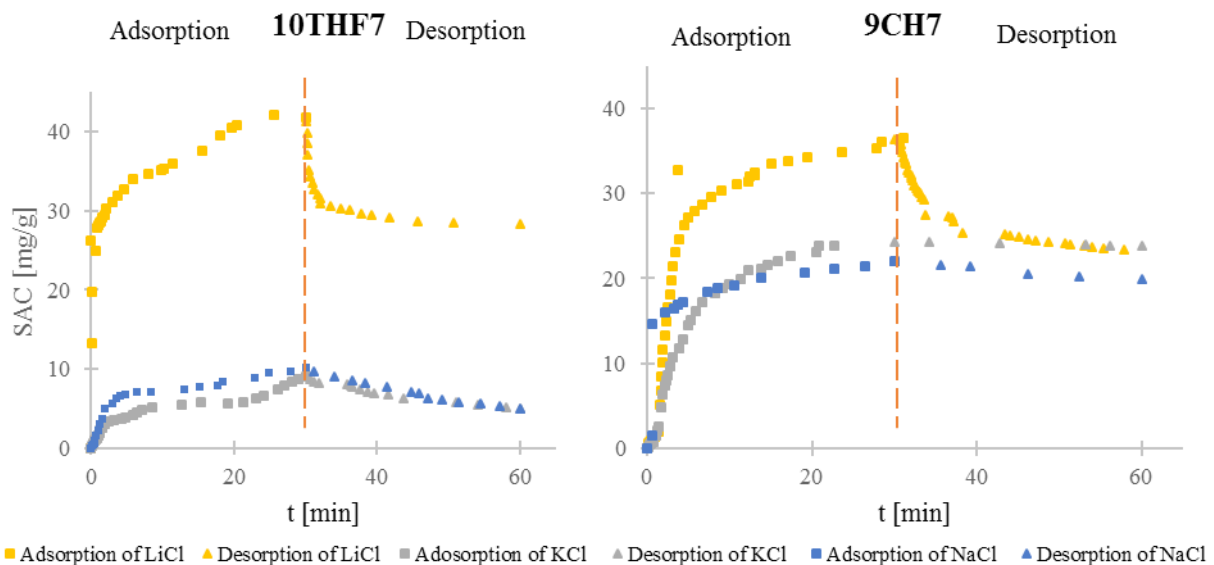 Adsorption 10THF7 Desorption
Adsorption 9CH7 Desorption
SAC [mg/g]
40
30
20
10
0
0 20 40 60
t [min]
40
30
20
10
0
0 20 40 60
t [min]
Adsorption of LiCl Desorption of LiCl Adosorption of KCl Desorption of KCl Adsorption of NaCl Desorption of NaCl